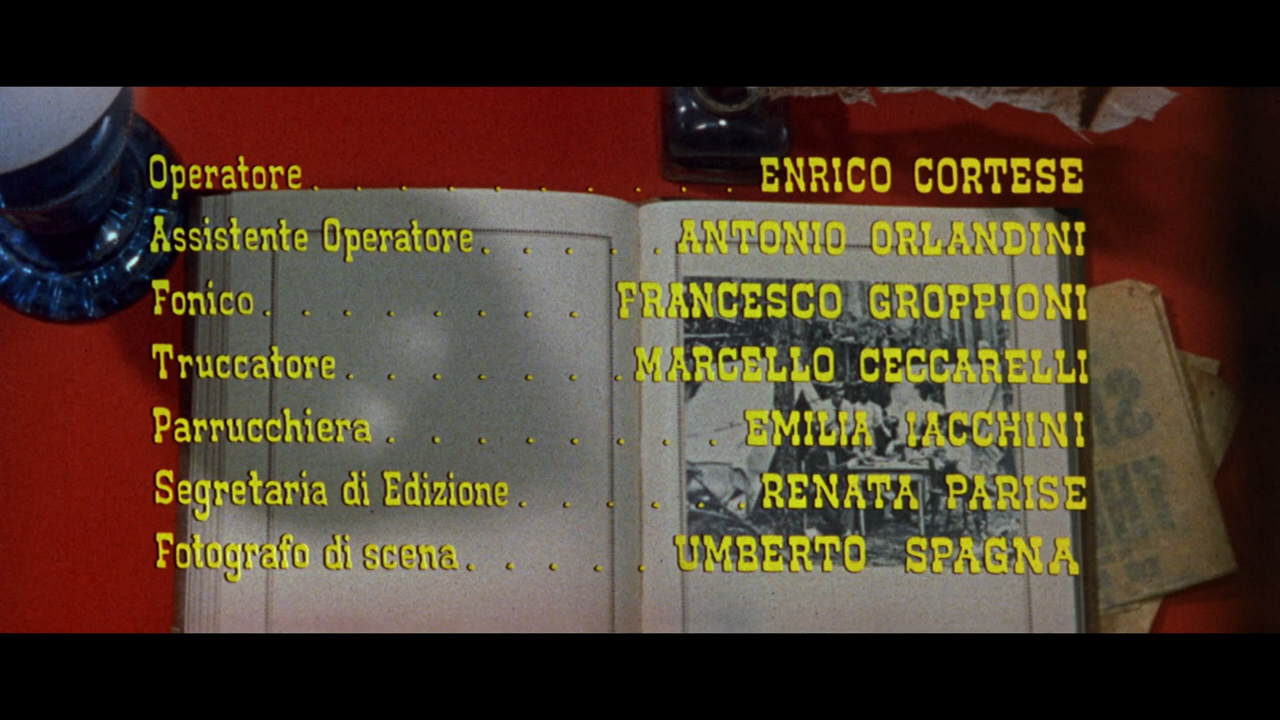 Operatore . . . . . . . . . . ENRICO CORTESE
Assistente Operatore . . . . . ANTONIO ORLANDINI
Fonico . . . . . . . . FRANCESCO GROPPIONI
Truccatore . . . . . . . MARCELLO CECCARELLI
Parrucchiera . . . . . . . . EMILIA IACCHINI
Segretaria di Edizione . . . . . . RENATA PARISE
Fotografo di scena . . . . . UMBERTO SPAGNA